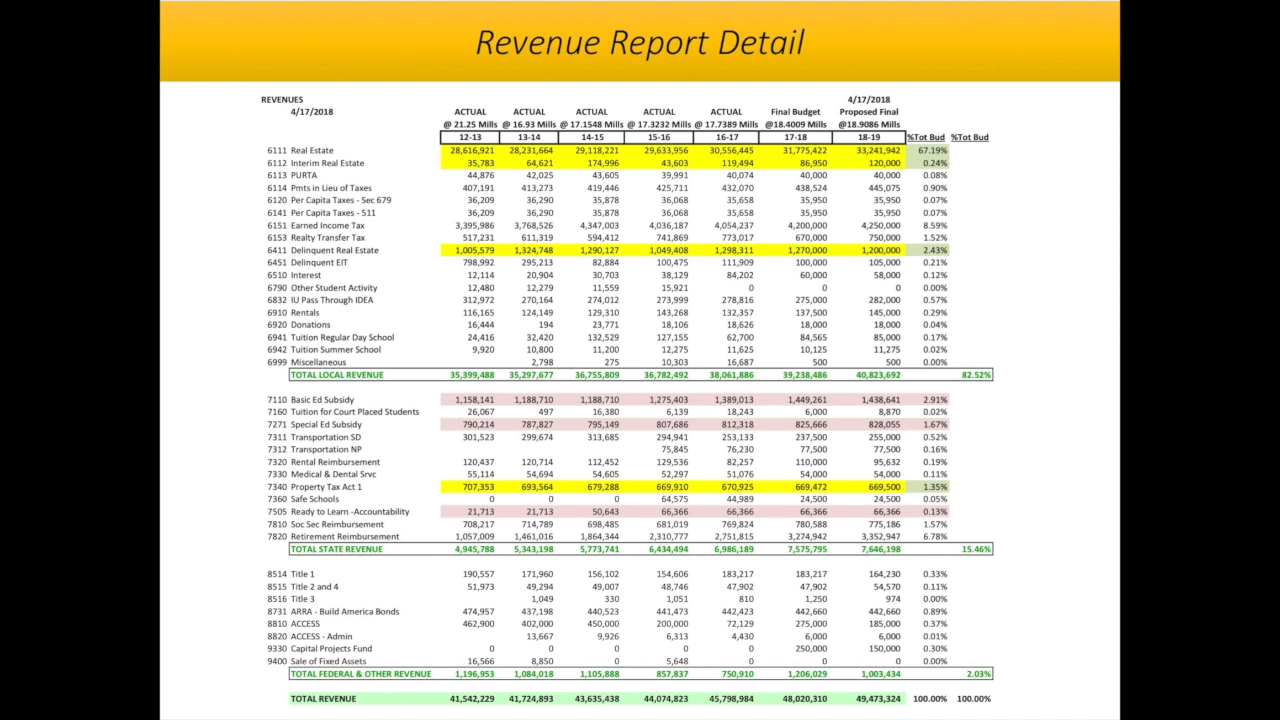 Revenue Report Detail
REVENUES 4/17/2018
4/17/2018 ACTUAL ACTUAL ACTUAL ACTUAL ACTUAL Final Budget Proposed Final
@ 21.25 Mills @ 16.93 Mills @ 17.1548 Mills @ 17.3232 Mills @ 17.7389 Mills @18.4009 Mills @18.9086 Mills
12-13 13-14 14-15 15-16 16-17 17-18 18-19 %Tot Bud %Tot Bud
6111 Real Estate 28,616,921 28,231,664 29,118,221 29,633,956 30,556,445 31,775,422 33,241,942 67.19%
6112 Interim Real Estate 35,783 64,621 174,996 43,603 119,494 86,950 120,000 0.24%
6113 PURTA 44,876 42,025 43,605 39,991 40,074 40,000 40,000 0.08%
6114 Pmts in Lieu of Taxes 407,191 413,273 419,446 425,711 432,070 438,524 445,075 0.90%
6120 Per Capita Taxes - Sec 679 36,209 36,290 35,878 36,068 35,658 35,950 35,950 0.07%
6141 Per Capita Taxes - 511 36,209 36,290 35,878 36,068 35,658 35,950 35,950 0.07%
6151 Earned Income Tax 3,395,986 3,768,526 4,347,003 4,036,187 4,054,237 4,200,000 4,250,000 8.59%
6153 Realty Transfer Tax 517,231 611,319 594,412 741,869 773,017 670,000 750,000 1.52%
6411 Delinquent Real Estate 1,005,579 1,324,748 1,290,127 1,049,408 1,298,311 1,270,000 1,200,000 2.43%
6451 Delinquent EIT 798,992 295,213 82,884 100,475 111,909 100,000 105,000 0.21%
6510 Interest 12,114 20,904 30,703 38,129 84,202 60,000 58,000 0.12%
6790 Other Student Activity 12,480 12,279 11,559 15,921 0 0 0 0.00%
6832 IU Pass Through IDEA 312,972 270,164 274,012 273,999 278,816 275,000 282,000 0.57%
6910 Rentals 116,165 124,149 129,310 143,268 132,357 137,500 145,000 0.29%
6920 Donations 16,444 194 23,771 18,106 18,626 18,000 18,000 0.04%
6941 Tuition Regular Day School 24,416 32,420 132,529 127,155 62,700 84,565 85,000 0.17%
6942 Tuition Summer School 9,920 10,800 11,200 12,275 11,625 10,125 11,275 0.02%
6999 Miscellaneous 2,798 275 10,303 16,687 500 500 0.00%
TOTAL LOCAL REVENUE 35,399,488 35,297,677 36,755,809 36,782,492 38,061,886 39,238,486 40,823,692 82.52%
7110 Basic Ed Subsidy 1,158,141 1,188,710 1,188,710 1,275,403 1,389,013 1,449,261 1,438,641 2.91%
7160 Tuition for Court Placed Students 26,067 497 16,380 6,139 18,243 6,000 8,870 0.02%
7271 Special Ed Subsidy 790,214 787,827 795,149 807,686 812,318 825,666 828,055 1.67%
7311 Transportation SD 301,523 299,674 313,685 294,941 253,133 237,500 255,000 0.52%
7312 Transportation NP 75,845 76,230 77,500 77,500 0.16%
7320 Rental Reimbursement 120,437 120,714 112,452 129,536 82,257 110,000 95,632 0.19%
7330 Medical & Dental Srvc 55,114 54,694 54,605 52,297 51,076 54,000 54,000 0.11%
7340 Property Tax Act 1 707,353 693,564 679,288 669,910 670,925 669,472 669,500 1.35%
7360 Safe Schools 0 0 0 64,575 44,989 24,500 24,500 0.05%
7505 Ready to Learn -Accountability 21,713 21,713 50,643 66,366 66,366 66,366 66,366 0.13%
7810 Soc Sec Reimbursement 708,217 714,789 698,485 681,019 769,824 780,588 775,186 1.57%
7820 Retirement Reimbursement 1,057,009 1,461,016 1,864,344 2,310,777 2,751,815 3,274,942 3,352,947 6.78%
TOTAL STATE REVENUE 4,945,788 5,343,198 5,773,741 6,434,494 6,986,189 7,575,795 7,646,198 15.46%
8514 Title 1 190,557 171,960 156,102 154,606 183,217 183,217 164,230 0.33%
8515 Title 2 and 4 51,973 49,294 49,007 48,746 47,902 47,902 54,570 0.11%
8516 Title 3 1,049 330 1,051 810 1,250 974 0.00%
8731 ARRA - Build America Bonds 474,957 437,198 440,523 441,473 442,423 442,660 442,660 0.89%
8810 ACCESS 462,900 402,000 450,000 200,000 72,129 275,000 185,000 0.37%
8820 ACCESS - Admin 13,667 9,926 6,313 4,430 6,000 6,000 0.01%
9330 Capital Projects Fund 0 0 0 0 0 250,000 150,000 0.30%
9400 Sale of Fixed Assets 16,566 8,850 0 5,648 0 0 0 0.00%
TOTAL FEDERAL & OTHER REVENUE 1,196,953 1,084,018 1,105,888 857,837 750,910 1,206,029 1,003,434 2.03%
TOTAL REVENUE 41,542,229 41,724,893 43,635,438 44,074,823 45,798,984 48,020,310 49,473,324 100.00% 100.00%